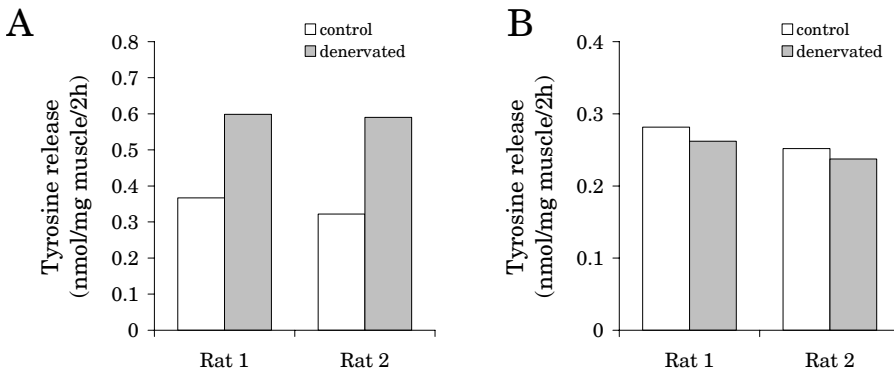 A
control
denervated
Tyrosine release
(nmol/mg muscle/2h)
0.8
0.7
0.6
0.5
0.4
0.3
0.2
0.1
0
Rat 1
Rat 2
B
control
denervated
Tyrosine release
(nmol/mg muscle/2h)
0.4
0.3
0.2
0.1
0
Rat 1
Rat 2